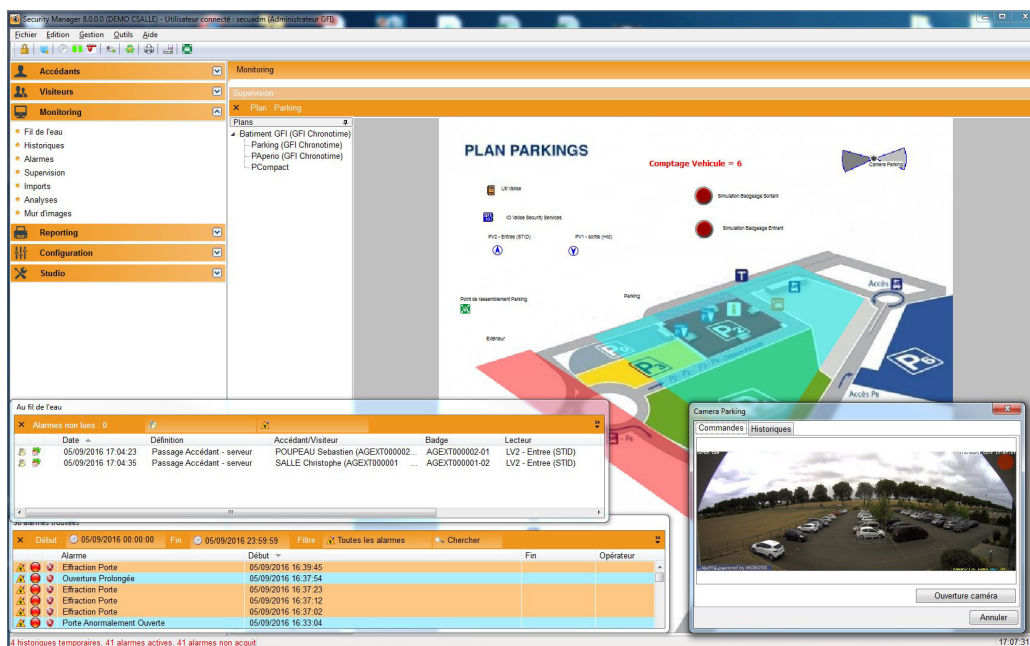 Security Manager 8.0.0.0 (DEMO CSALLE) - Utilisateur connecté : secuadm (Administrateur GFI)
Fichier Edition Gestion Outils Aide
Accédants
Visiteurs
Monitoring
Fil de l'eau
Historiques
Alarmes
Supervision
Imports
Analyses
Mur d'images
Reporting
Configuration
Studio
Monitoring
Supervision
Plan : Parking
Plans
Batiment GFI (GFI Chronotime)
Parking (GFI Chronotime)
PAperio (GFI Chronotime)
PCompact
PLAN PARKINGS
Comptage Vehicule = 6
Camera Parking
Util Valise
Simulation Badgeage Sortant
IO Valise Security Services
Simulation Badgeage Entrant
PV2 - Entree (STID)
PV1 - sortie (HID)
Point de rassemblement Parking
Parking
Extérieur
Accès
Accès P6
Au fil de l'eau
Alarmes non lues : 0
Date Définition Accédant/Visiteur Badge Lecteur
05/09/2016 17:04:23 Passage Accédant - serveur POUPEAU Sebastien (AGEXT000002... AGEXT000002-01 LV2 - Entree (STID)
05/09/2016 17:04:35 Passage Accédant - serveur SALLE Christophe (AGEXT000001 ... AGEXT000001-02 LV2 - Entree (STID)
alarmes trouvées
Début : 05/09/2016 00:00:00 Fin : 05/09/2016 23:59:59 Filtre : Toutes les alarmes Chercher
Alarme Début Fin Opérateur
Effraction Porte 05/09/2016 16:39:45
Ouverture Prolongée 05/09/2016 16:37:54
Effraction Porte 05/09/2016 16:37:23
Effraction Porte 05/09/2016 16:37:12
Effraction Porte 05/09/2016 16:37:02
Porte Anormalement Ouverte 05/09/2016 16:33:04
Camera Parking
Commandes Historiques
Ouverture caméra
Annuler
4 historiques temporaires, 41 alarmes actives, 41 alarmes non acquit
17:07:31